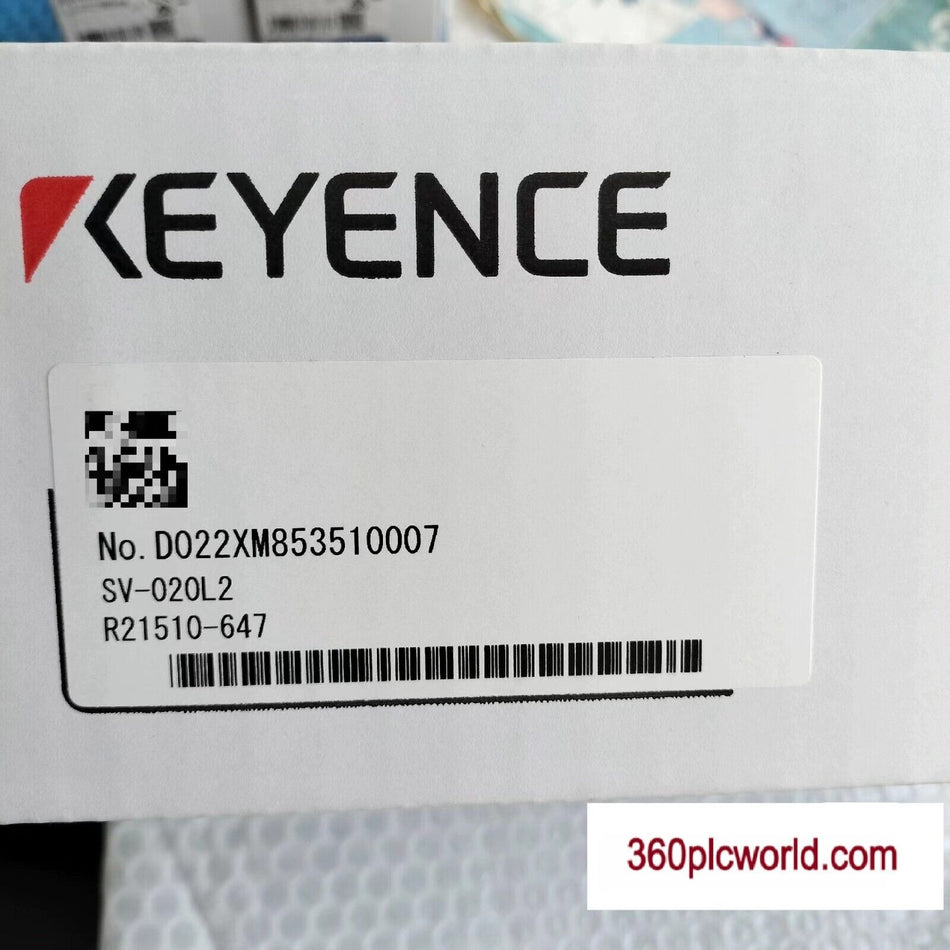 KEYENCE
No. D022XM853510007
SV-020L2
R21510-647
360plcworld.com